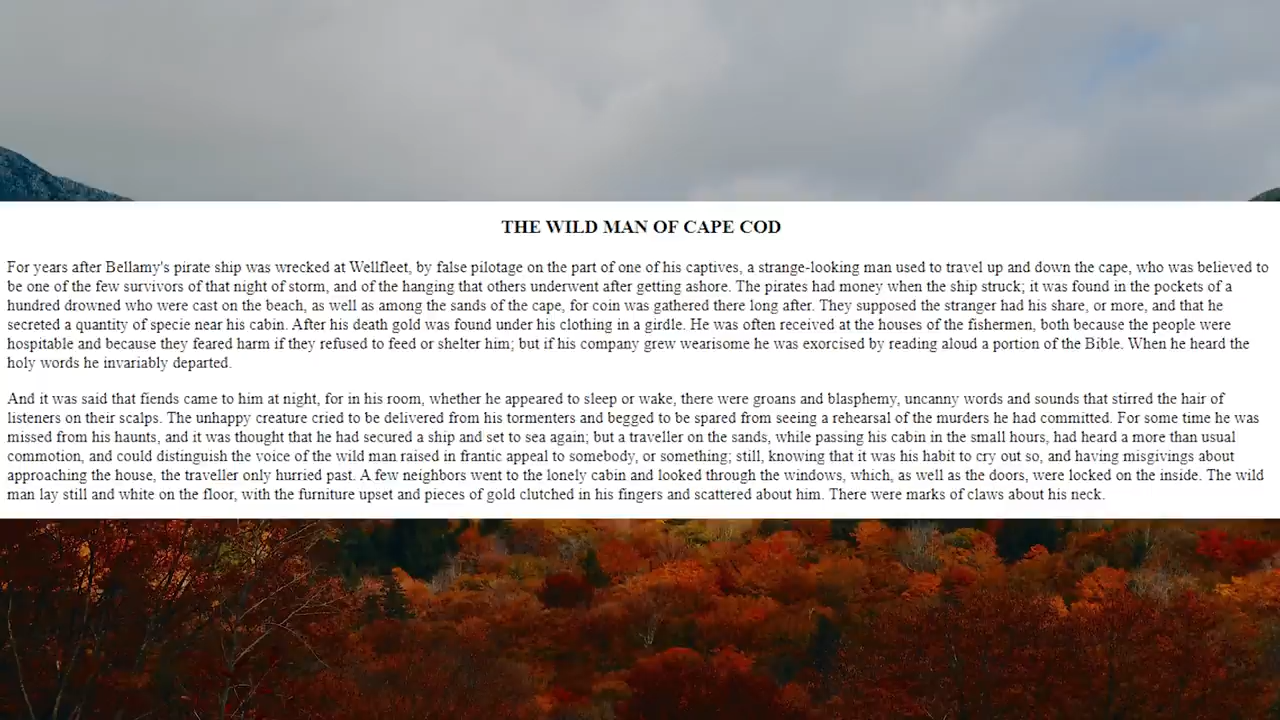 THE WILD MAN OF CAPE COD
For years after Bellamy's pirate ship was wrecked at Wellfleet, by false pilotage on the part of one of his captives, a strange-looking man used to travel up and down the cape, who was believed to
be one of the few survivors of that night of storm, and of the hanging that others underwent after getting ashore. The pirates had money when the ship struck; it was found in the pockets of a
hundred drowned who were cast on the beach, as well as among the sands of the cape, for coin was gathered there long after. They supposed the stranger had his share, or more, and that he
secreted a quantity of specie near his cabin. After his death gold was found under his clothing in a girdle. He was often received at the houses of the fishermen, both because the people were
hospitable and because they feared harm if they refused to feed or shelter him; but if his company grew wearisome he was exorcised by reading aloud a portion of the Bible. When he heard the
holy words he invariably departed.
And it was said that fiends came to him at night, for in his room, whether he appeared to sleep or wake, there were groans and blasphemy, uncanny words and sounds that stirred the hair of
listeners on their scalps. The unhappy creature cried to be delivered from his tormenters and begged to be spared from seeing a rehearsal of the murders he had committed. For some time he was
missed from his haunts, and it was thought that he had secured a ship and set to sea again; but a traveller on the sands, while passing his cabin in the small hours, had heard a more than usual
commotion, and could distinguish the voice of the wild man raised in frantic appeal to somebody, or something; still, knowing that it was his habit to cry out so, and having misgivings about
approaching the house, the traveller only hurried past. A few neighbors went to the lonely cabin and looked through the windows, which, as well as the doors, were locked on the inside. The wild
man lay still and white on the floor, with the furniture upset and pieces of gold clutched in his fingers and scattered about him. There were marks of claws about his neck.